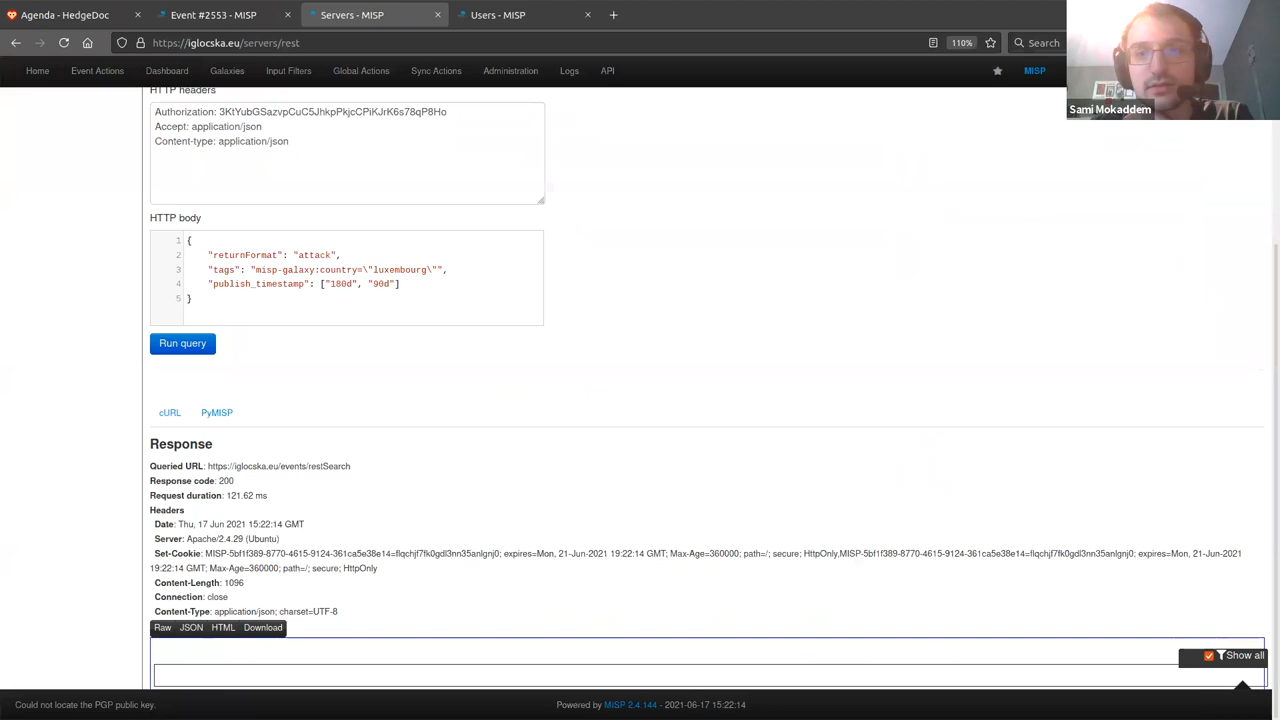 Agenda - HedgeDoc
Event #2553 - MISP
Servers - MISP
Users - MISP
https://iglocska.eu/servers/rest
110%
Search
Home
Event Actions
Dashboard
Galaxies
Input Filters
Global Actions
Sync Actions
Administration
Logs
API
MISP
Sami Mokaddem
HTTP headers
Authorization: 3KtYubGSazvpCuC5JhkpPkjcCPiKJrK6s78qP8Ho
Accept: application/json
Content-type: application/json
HTTP body
1 {
2 "returnFormat": "attack",
3 "tags": "misp-galaxy:country=\"luxembourg\"",
4 "publish_timestamp": ["180d", "90d"]
5 }
Run query
cURL
PyMISP
Response
Queried URL: https://iglocska.eu/events/restSearch
Response code: 200
Request duration: 121.62 ms
Headers
Date: Thu, 17 Jun 2021 15:22:14 GMT
Server: Apache/2.4.29 (Ubuntu)
Set-Cookie: MISP-5bf1f389-8770-4615-9124-361ca5e38e14=flqchjf7fk0gdl3nn35anlgnj0; expires=Mon, 21-Jun-2021 19:22:14 GMT; Max-Age=360000; path=/; secure; HttpOnly,MISP-5bf1f389-8770-4615-9124-361ca5e38e14=flqchjf7fk0gdl3nn35anlgnj0; expires=Mon, 21-Jun-2021
19:22:14 GMT; Max-Age=360000; path=/; secure; HttpOnly
Content-Length: 1096
Connection: close
Content-Type: application/json; charset=UTF-8
Raw JSON HTML Download
Show all
Could not locate the PGP public key.
Powered by MISP 2.4.144 - 2021-06-17 15:22:14